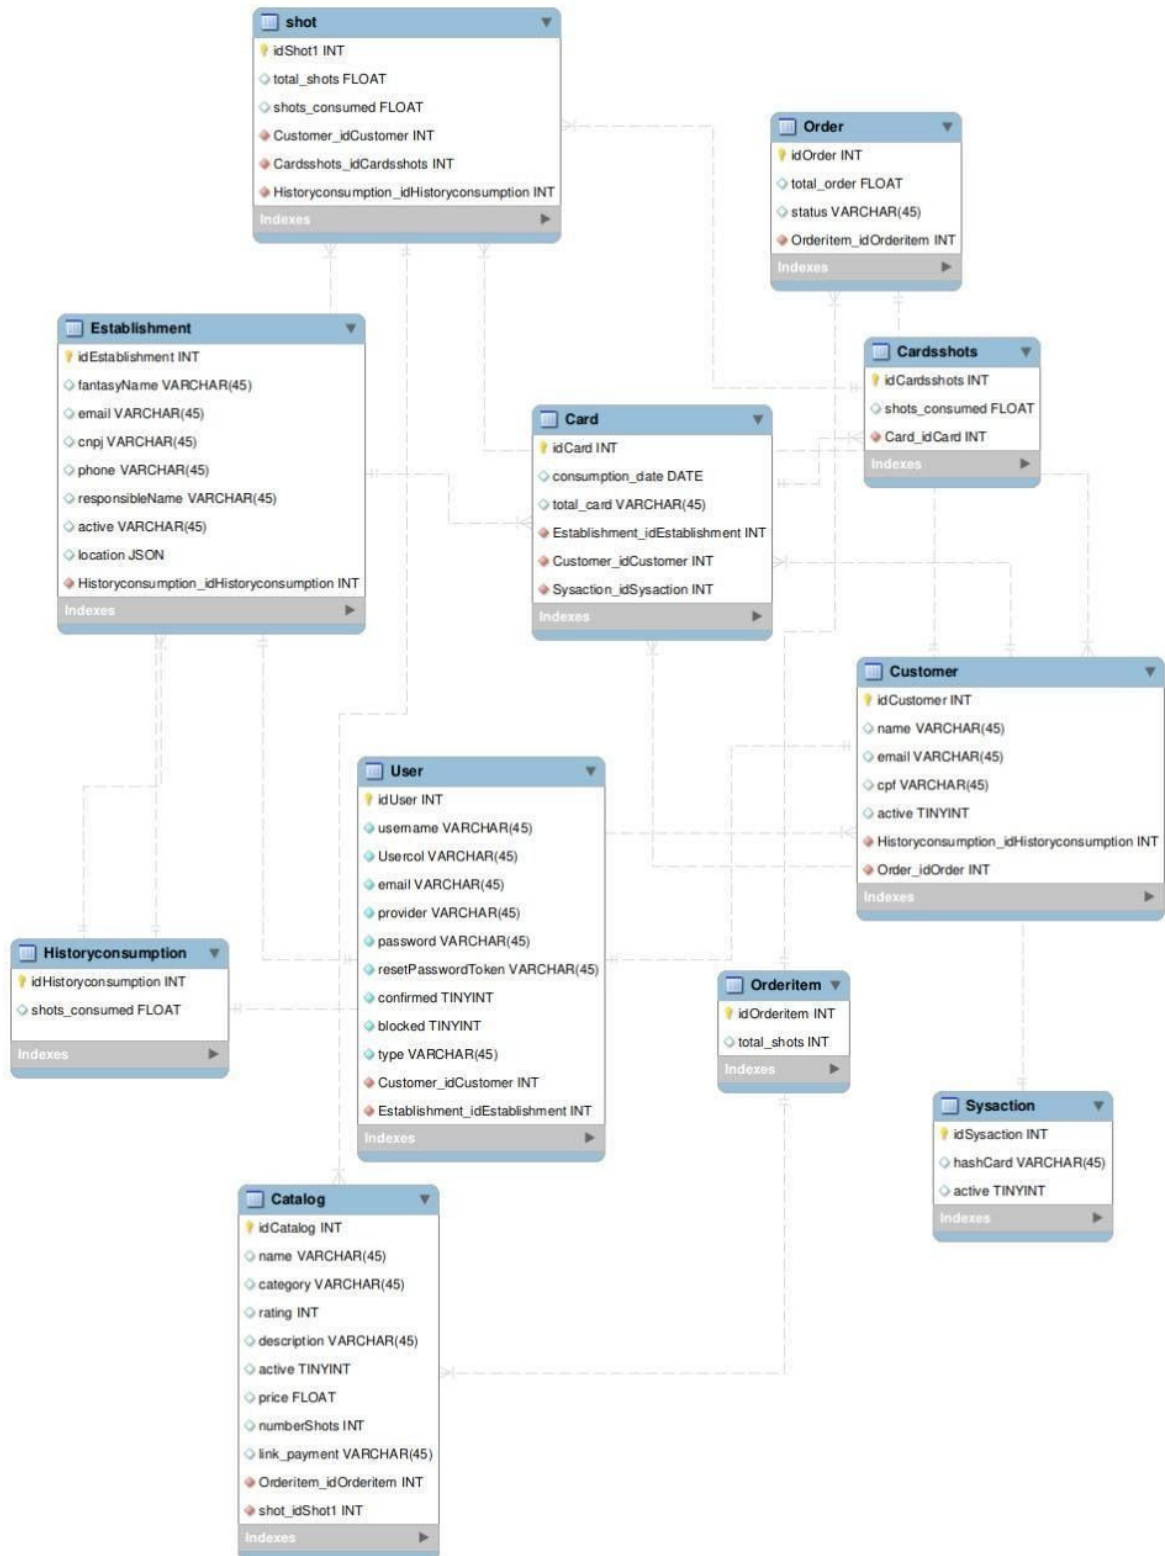 shot
idShot1 INT
total_shots FLOAT
shots_consumed FLOAT
Customer_idCustomer INT
Cardsshots_idCardsshots INT
Historyconsumption_idHistoryconsumption INT
Indexes
Order
idOrder INT
total_order FLOAT
status VARCHAR(45)
Orderitem_idOrderitem INT
Indexes
Establishment
idEstablishment INT
fantasyName VARCHAR(45)
email VARCHAR(45)
cnpj VARCHAR(45)
phone VARCHAR(45)
responsibleName VARCHAR(45)
active VARCHAR(45)
location JSON
Historyconsumption_idHistoryconsumption INT
Indexes
Cardsshots
idCardsshots INT
shots_consumed FLOAT
Card_idCard INT
Indexes
Card
idCard INT
consumption_date DATE
total_card VARCHAR(45)
Establishment_idEstablishment INT
Customer_idCustomer INT
Sysaction_idSysaction INT
Indexes
Customer
idCustomer INT
name VARCHAR(45)
email VARCHAR(45)
cpf VARCHAR(45)
active TINYINT
Historyconsumption_idHistoryconsumption INT
Order_idOrder INT
Indexes
User
idUser INT
username VARCHAR(45)
Usercol VARCHAR(45)
email VARCHAR(45)
provider VARCHAR(45)
password VARCHAR(45)
resetPasswordToken VARCHAR(45)
confirmed TINYINT
blocked TINYINT
type VARCHAR(45)
Customer_idCustomer INT
Establishment_idEstablishment INT
Indexes
Historyconsumption
idHistoryconsumption INT
shots_consumed FLOAT
Indexes
Orderitem
idOrderitem INT
total_shots INT
Indexes
Sysaction
idSysaction INT
hashCard VARCHAR(45)
active TINYINT
Indexes
Catalog
idCatalog INT
name VARCHAR(45)
category VARCHAR(45)
rating INT
description VARCHAR(45)
active TINYINT
price FLOAT
numberShots INT
link_payment VARCHAR(45)
Orderitem_idOrderitem INT
shot_idShot1 INT
Indexes